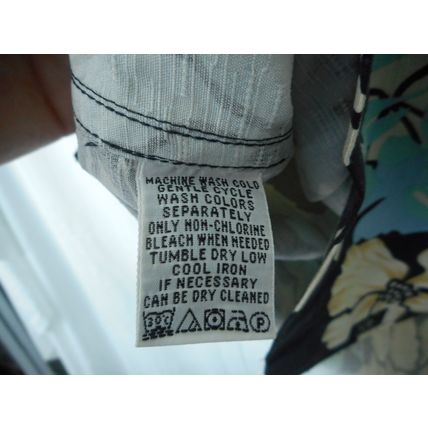 MACHINE WASH COLD
GENTLE CYCLE
WASH COLORS
SEPARATELY
ONLY NON-CHLORINE
BLEACH WHEN NEEDED
TUMBLE DRY LOW
COOL IRON
IF NECESSARY
CAN BE DRY CLEANED
30°C P